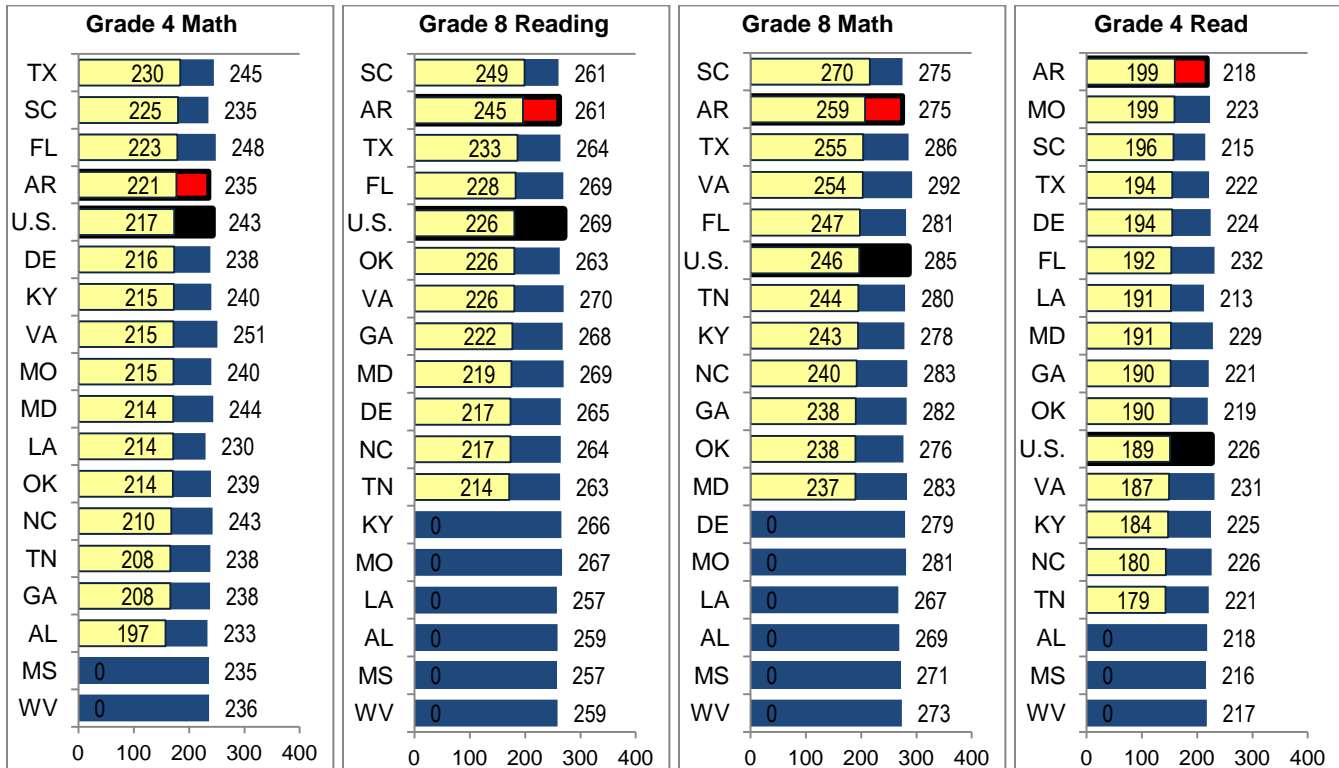 Grade 4 Math
TX 230 245
SC 225 235
FL 223 248
AR 221 235
U.S. 217 243
DE 216 238
KY 215 240
VA 215 251
MO 215 240
MD 214 244
LA 214 230
OK 214 239
NC 210 243
TN 208 238
GA 208 238
AL 197 233
MS 0 235
WV 0 236
0 100 200 300 400
Grade 8 Reading
SC 249 261
AR 245 261
TX 233 264
FL 228 269
U.S. 226 269
OK 226 263
VA 226 270
GA 222 268
MD 219 269
DE 217 265
NC 217 264
TN 214 263
KY 0 266
MO 0 267
LA 0 257
AL 0 259
MS 0 257
WV 0 259
0 100 200 300 400
Grade 8 Math
SC 270 275
AR 259 275
TX 255 286
VA 254 292
FL 247 281
U.S. 246 285
TN 244 280
KY 243 278
NC 240 283
GA 238 282
OK 238 276
MD 237 283
DE 0 279
MO 0 281
LA 0 267
AL 0 269
MS 0 271
WV 0 273
0 100 200 300 400
Grade 4 Read
AR 199 218
MO 199 223
SC 196 215
TX 194 222
DE 194 224
FL 192 232
LA 191 213
MD 191 229
GA 190 221
OK 190 219
U.S. 189 226
VA 187 231
KY 184 225
NC 180 226
TN 179 221
AL 0 218
MS 0 216
WV 0 217
0 100 200 300 400